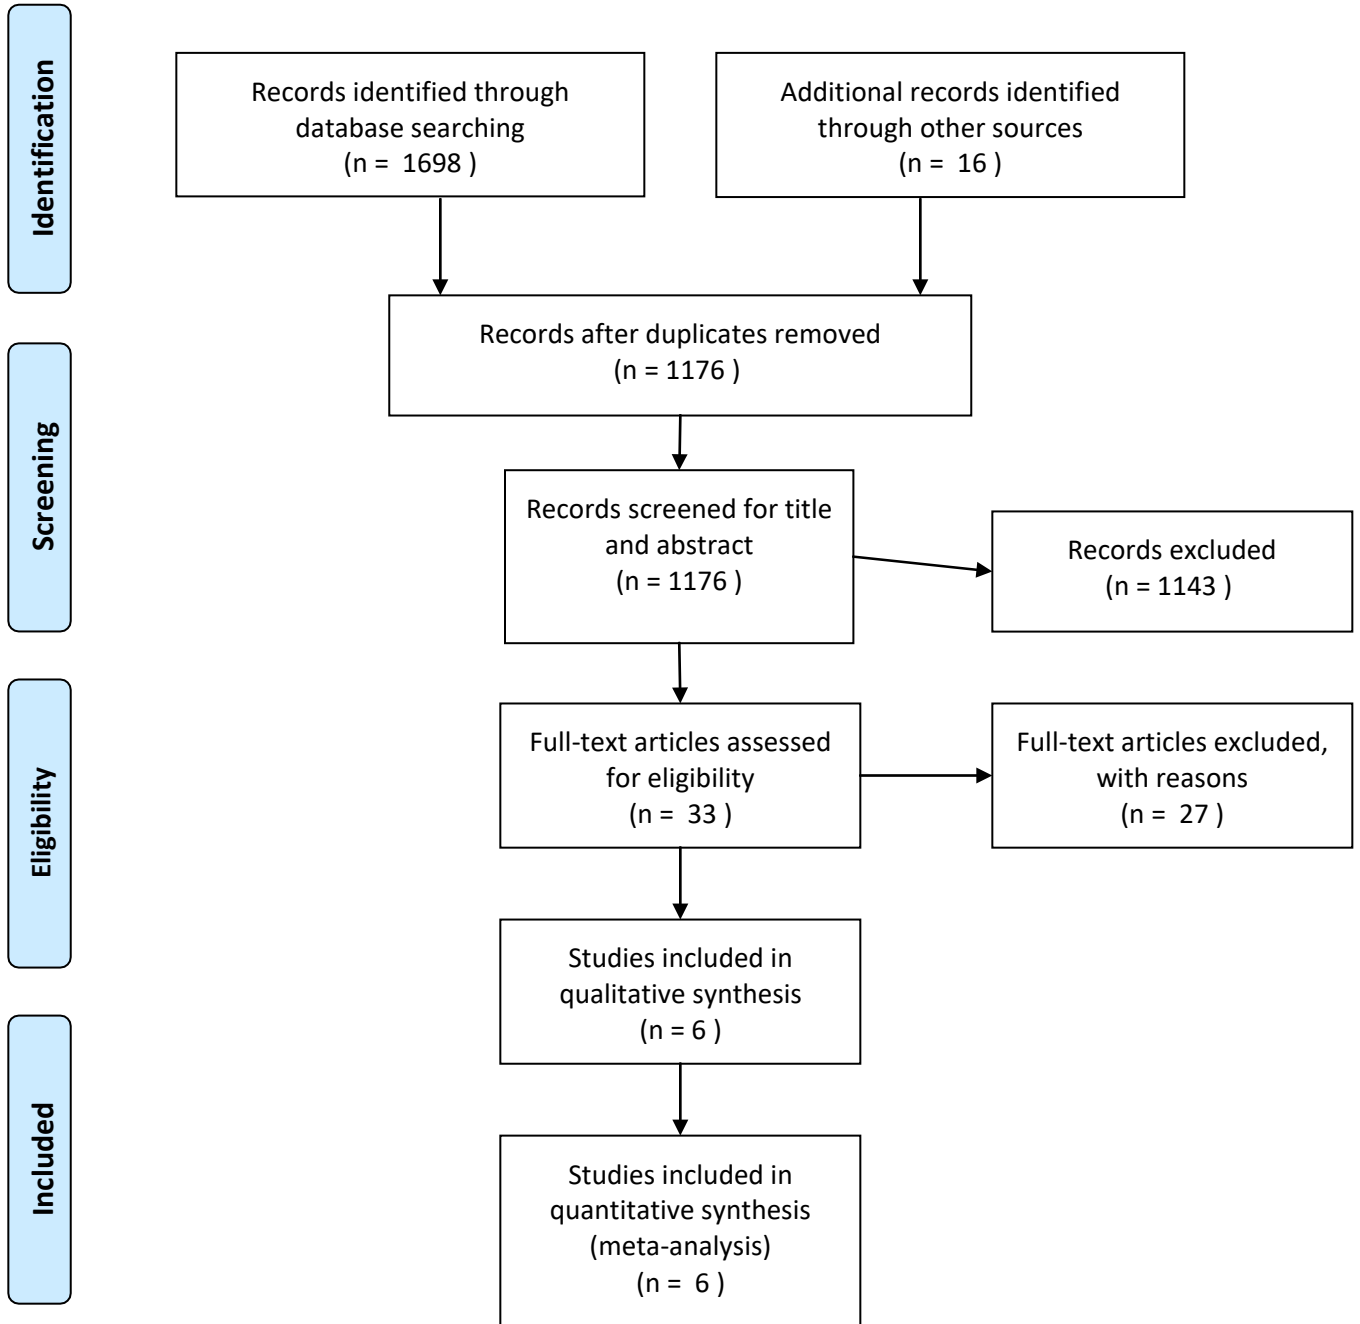 Identification
Records identified through
database searching
(n =  1698 )
Additional records identified
through other sources
(n =  16 )
Records after duplicates removed
(n = 1176 )
Screening
Records screened for title
and abstract
(n = 1176 )
Records excluded
(n = 1143 )
Eligibility
Full-text articles assessed
for eligibility
(n =  33 )
Full-text articles excluded,
with reasons
(n =  27 )
Studies included in
qualitative synthesis
(n = 6 )
Included
Studies included in
quantitative synthesis
(meta-analysis)
(n =  6 )